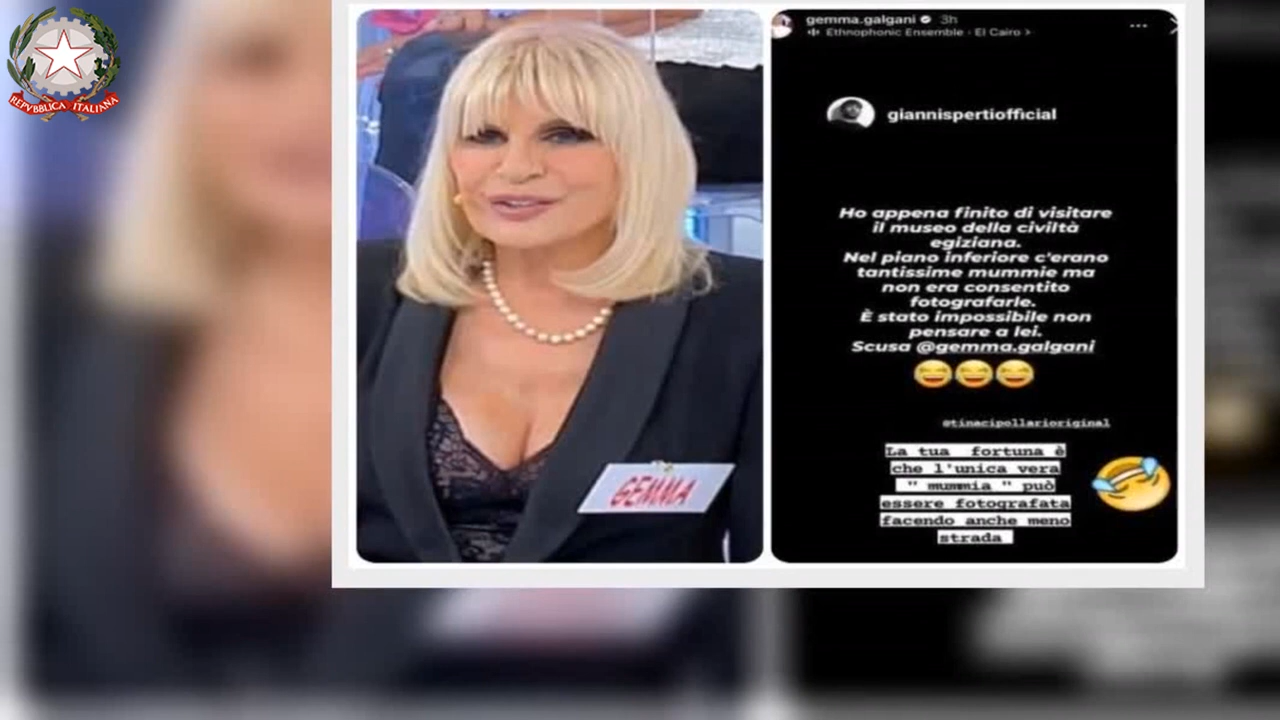 REPVBBLICA ITALIANA
GEMMA
gemma.galgani 3h
Ethnophonic Ensemble · El Cairo >
giannispertiofficial
Ho appena finito di visitare
il museo della civiltà
egiziana.
Nel piano inferiore c'erano
tantissime mummie ma
non era consentito
fotografarle.
È stato impossibile non
pensare a lei.
Scusa @gemma.galgani
@tinacipollarioriginal
La tua fortuna è
che l'unica vera
" mummia " può
essere fotografata
facendo anche meno
strada